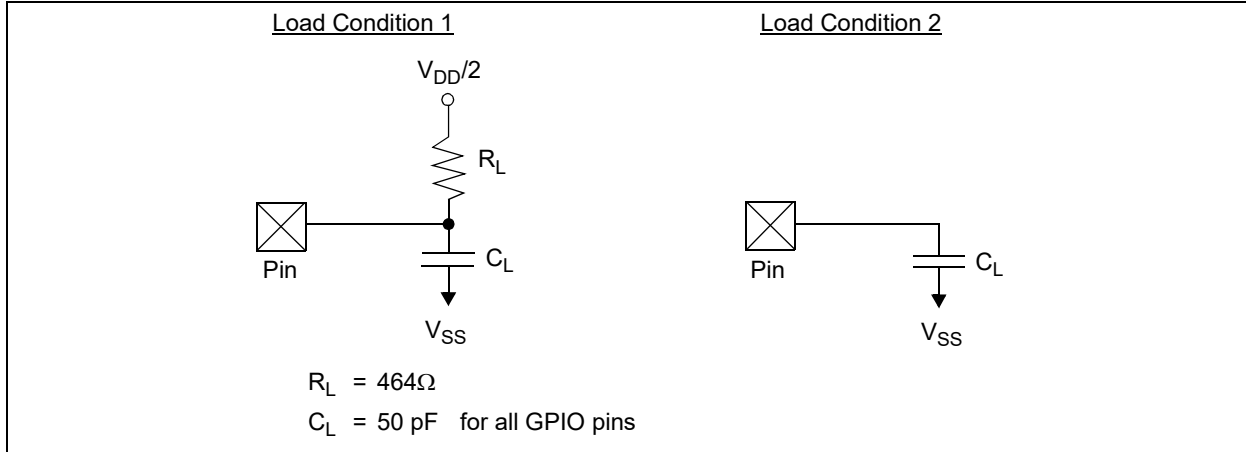 Load Condition 1
Load Condition 2
VDD/2
RL
Pin
CL
VSS
Pin
CL
VSS
RL = 464Ω
CL = 50 pF for all GPIO pins